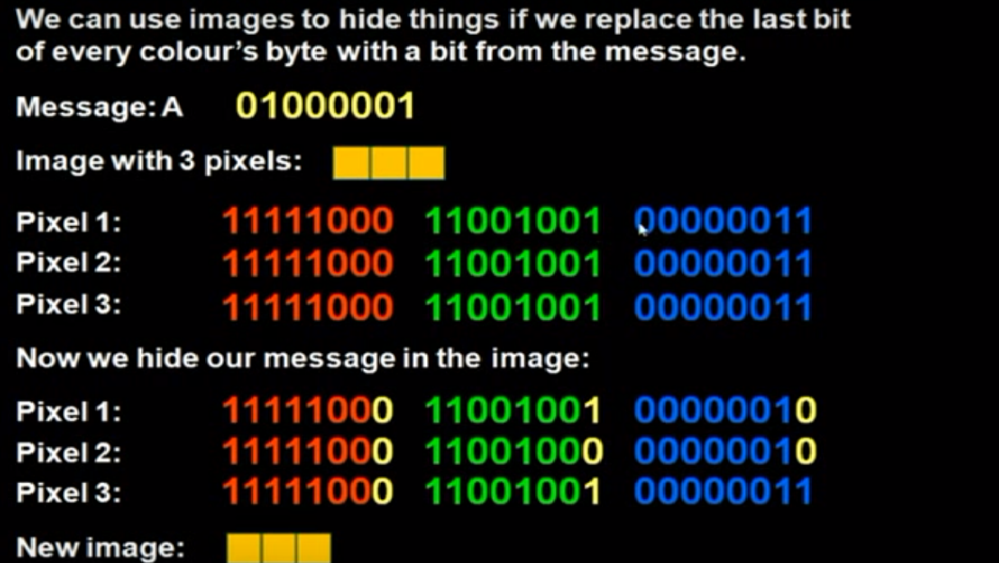 We can use images to hide things if we replace the last bit
of every colour's byte with a bit from the message.
Message: A 01000001
Image with 3 pixels:
Pixel 1: 11111000 11001001 00000011
Pixel 2: 11111000 11001001 00000011
Pixel 3: 11111000 11001001 00000011
Now we hide our message in the image:
Pixel 1: 11111000 11001001 00000010
Pixel 2: 11111000 11001000 00000010
Pixel 3: 11111000 11001001 00000011
New image: